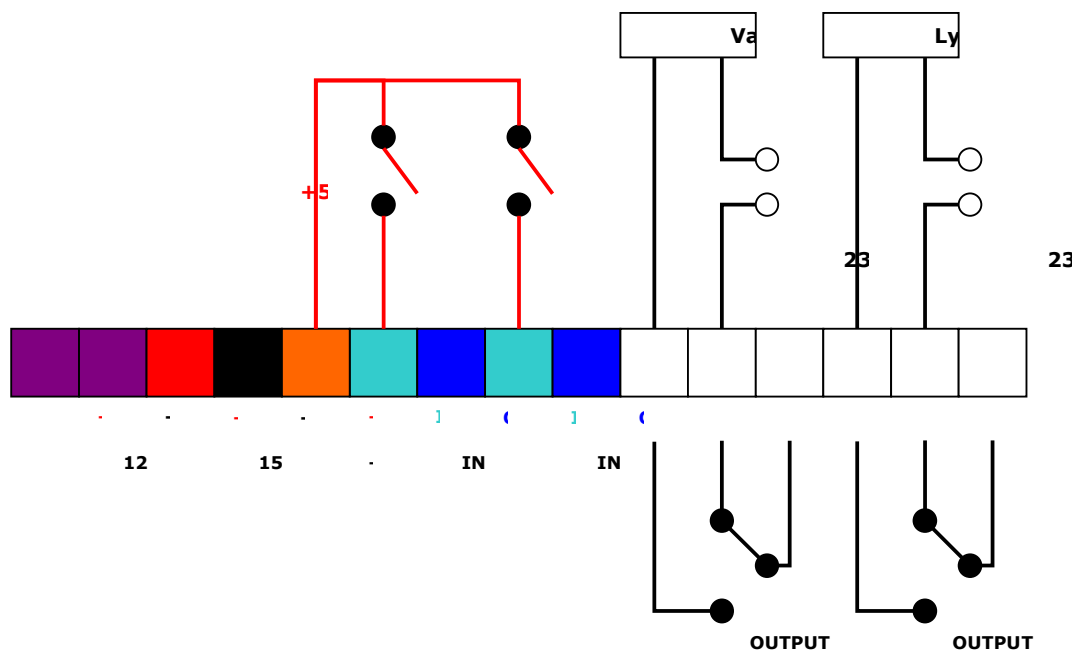 Va Ly
+5
23 23
- - - - -
12 15 - IN IN
OUTPUT OUTPUT